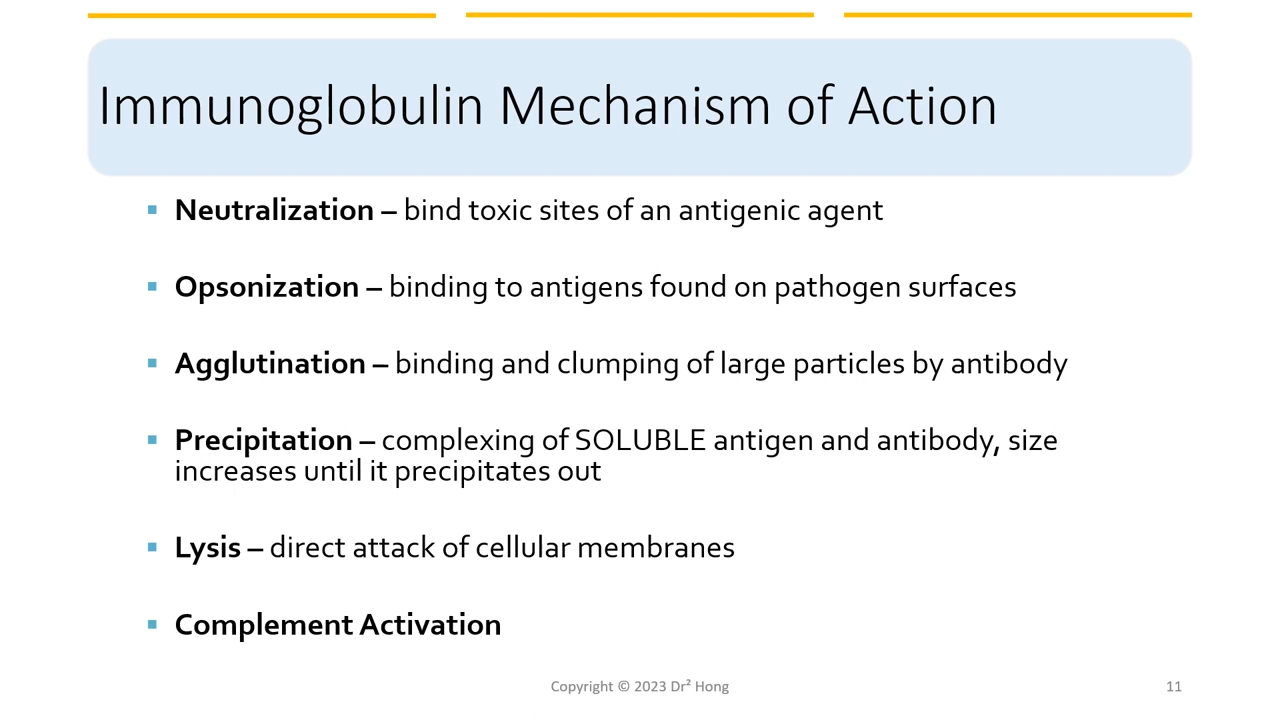 Immunoglobulin Mechanism of Action
▪ Neutralization – bind toxic sites of an antigenic agent
▪ Opsonization – binding to antigens found on pathogen surfaces
▪ Agglutination – binding and clumping of large particles by antibody
▪ Precipitation – complexing of SOLUBLE antigen and antibody, size
increases until it precipitates out
▪ Lysis – direct attack of cellular membranes
▪ Complement Activation
Copyright © 2023 Dr² Hong
11